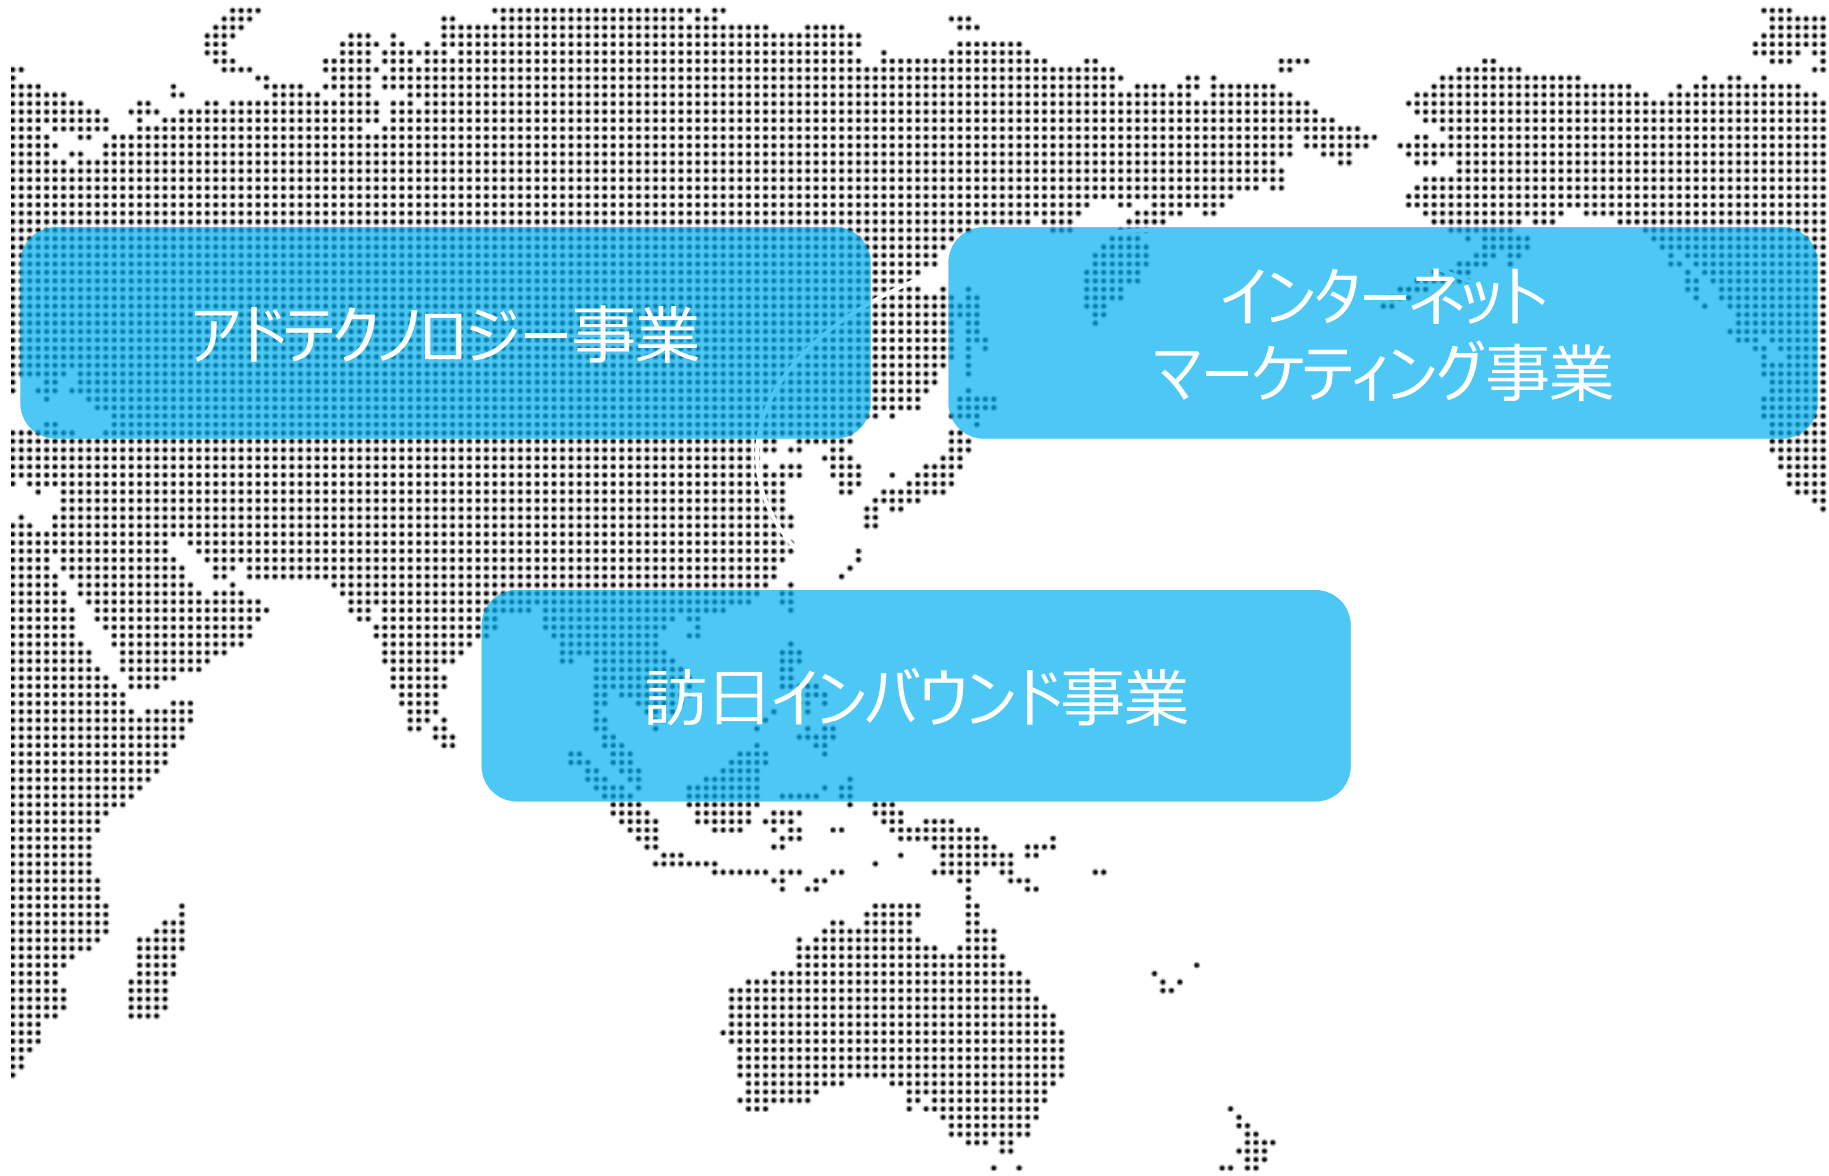 アドテクノロジー事業
インターネット
マーケティング事業
訪日インバウンド事業